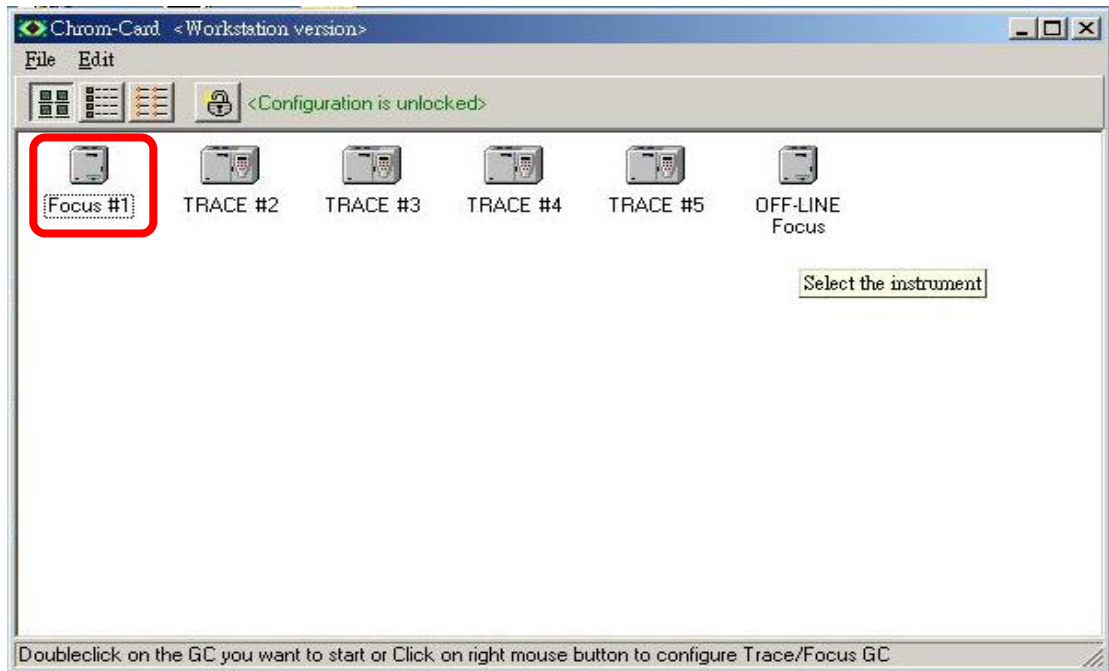 Chrom-Card <Workstation version>
File Edit
<Configuration is unlocked>
Focus #1 TRACE #2 TRACE #3 TRACE #4 TRACE #5 OFF-LINE
Focus
Select the instrument
Doubleclick on the GC you want to start or Click on right mouse button to configure Trace/Focus GC